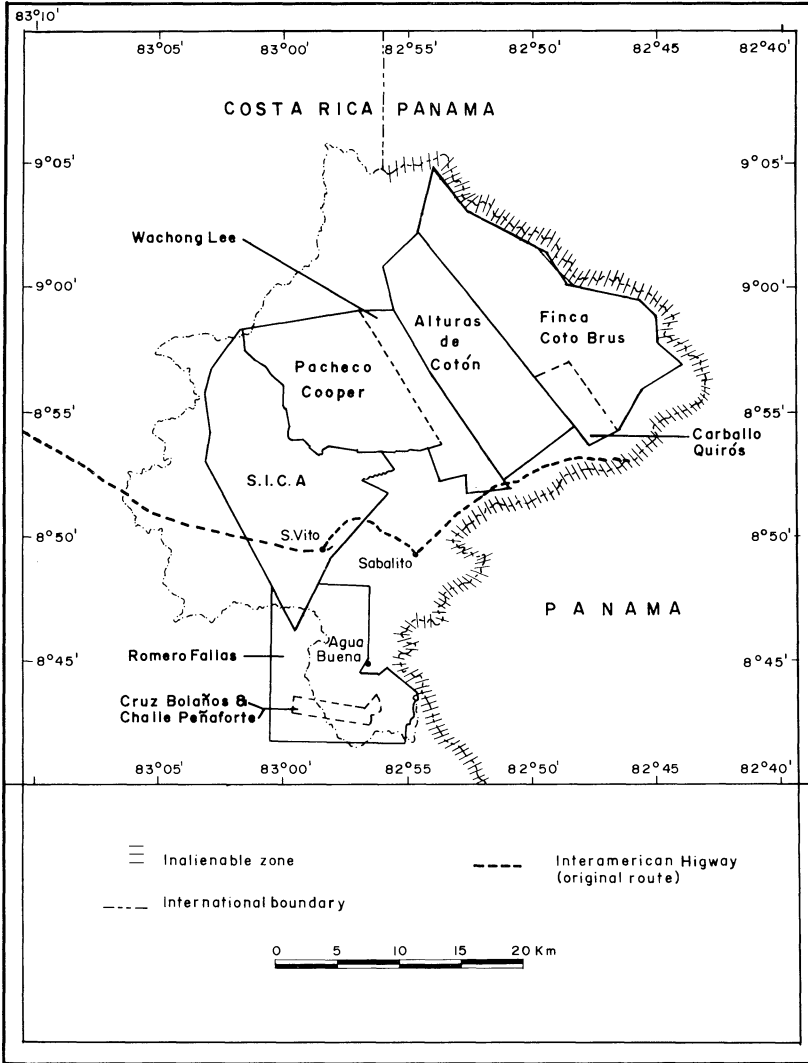 83°10'
83°05'
83°00'
82°55'
82°50'
82°45
82°40'
COSTA RICA
PANAMA
9°05'
9°05'
Wachong Lee
9°00'
9°00'
Alturas
de
Cotón
Finca
Coto Brus
Pacheco
Cooper
8°55'
8°55'
Carballo
Quirós
S.I.C.A
8°50'
8°50'
S.Vito
Sabalito
PANAMA
Agua
Buena
Romero Fallas
8°45'
8°45'
Cruz Bolaños &
Challe Peñaforte
83°05'
83°00'
82°55'
82°50'
82°45'
82°40'
Inalienable zone
Interamerican Higway
(original route)
International boundary
0 5 10 15 20 Km